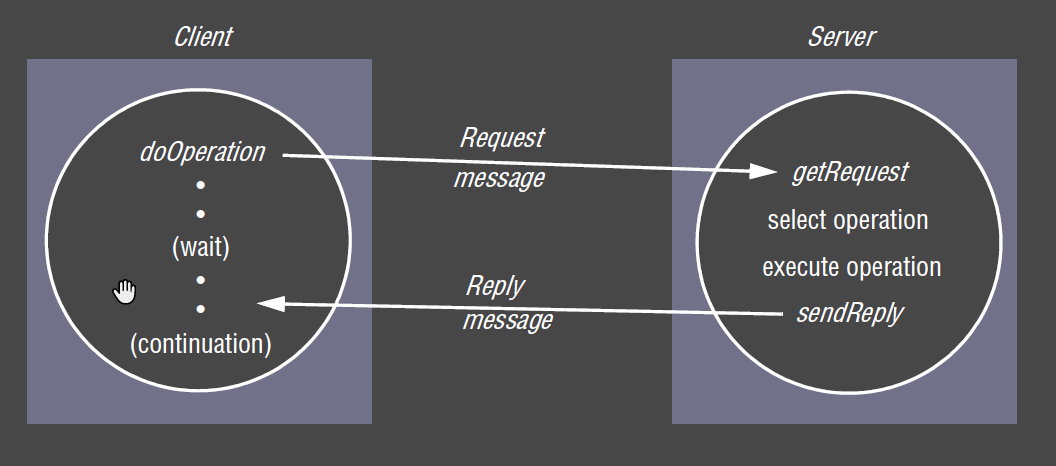 Client
Server
doOperation
(wait)
(continuation)
Request
message
Reply
message
getRequest
select operation
execute operation
sendReply